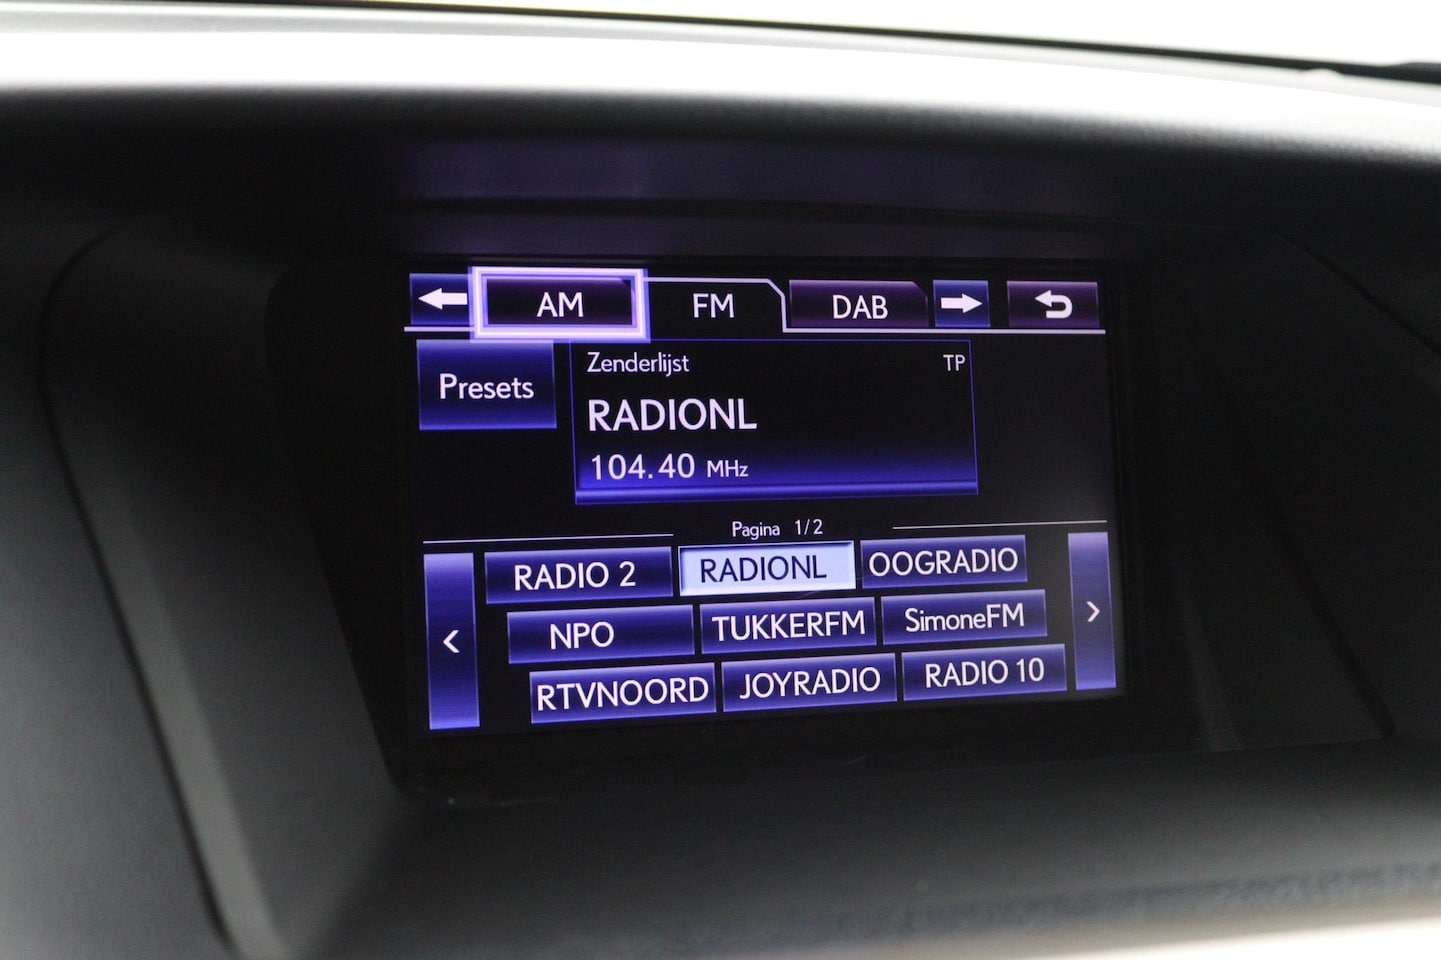 AM FM DAB
Presets
Zenderlijst TP
RADIONL
104.40 MHz
Pagina 1/2
RADIO 2 RADIONL OOGRADIO
< NPO TUKKERFM SimoneFM >
RTVNOORD JOYRADIO RADIO 10